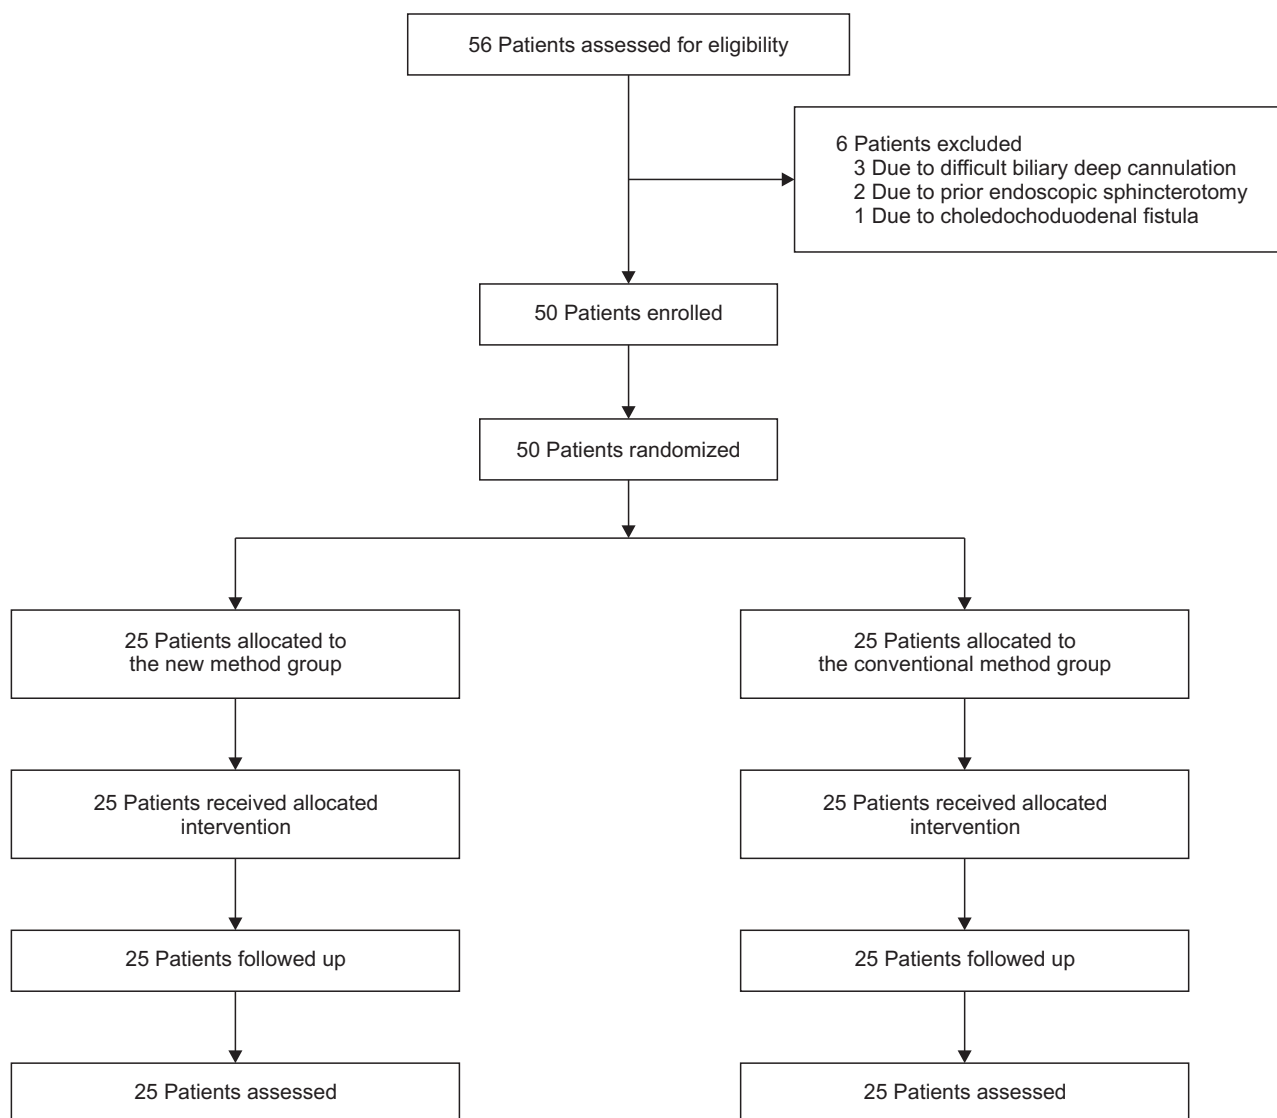 56 Patients assessed for eligibility
6 Patients excluded
3 Due to difficult biliary deep cannulation
2 Due to prior endoscopic sphincterotomy
1 Due to choledochoduodenal fistula
50 Patients enrolled
50 Patients randomized
25 Patients allocated to
the new method group
25 Patients allocated to
the conventional method group
25 Patients received allocated
intervention
25 Patients received allocated
intervention
25 Patients followed up
25 Patients followed up
25 Patients assessed
25 Patients assessed